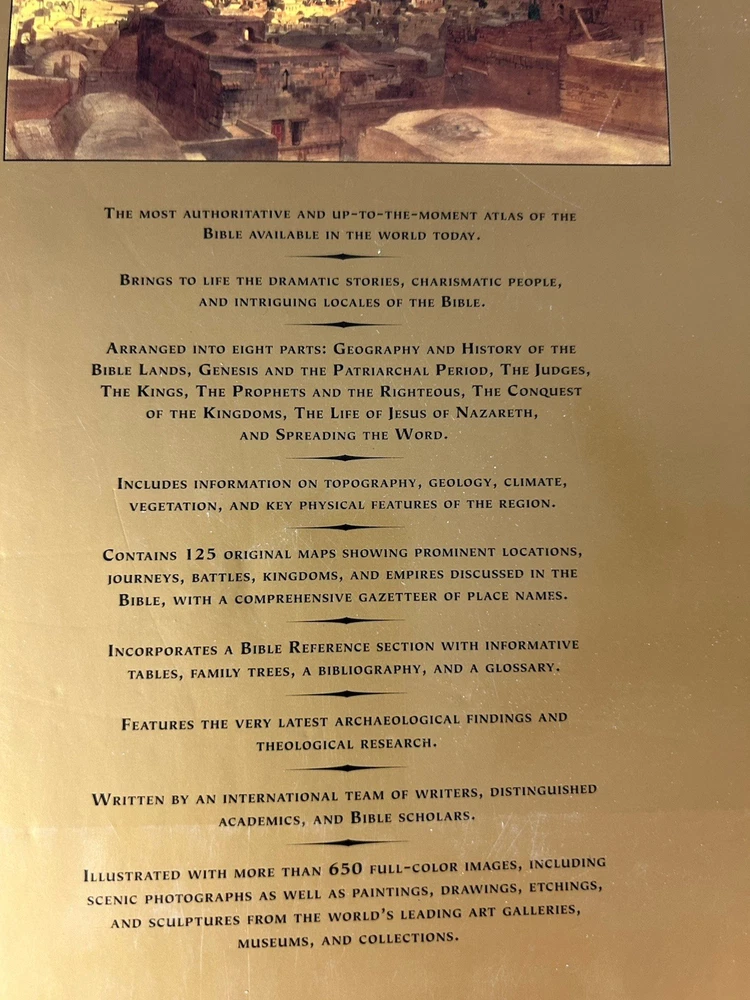 The most authoritative and up-to-the-moment atlas of the
Bible available in the world today.
Brings to life the dramatic stories, charismatic people,
and intriguing locales of the Bible.
Arranged into eight parts: Geography and History of the
Bible Lands, Genesis and the Patriarchal Period, The Judges,
The Kings, The Prophets and the Righteous, The Conquest
of the Kingdoms, The Life of Jesus of Nazareth,
and Spreading the Word.
Includes information on topography, geology, climate,
vegetation, and key physical features of the region.
Contains 125 original maps showing prominent locations,
journeys, battles, kingdoms, and empires discussed in the
Bible, with a comprehensive gazetteer of place names.
Incorporates a Bible Reference section with informative
tables, family trees, a bibliography, and a glossary.
Features the very latest archaeological findings and
theological research.
Written by an international team of writers, distinguished
academics, and Bible scholars.
Illustrated with more than 650 full-color images, including
scenic photographs as well as paintings, drawings, etchings,
and sculptures from the world's leading art galleries,
museums, and collections.